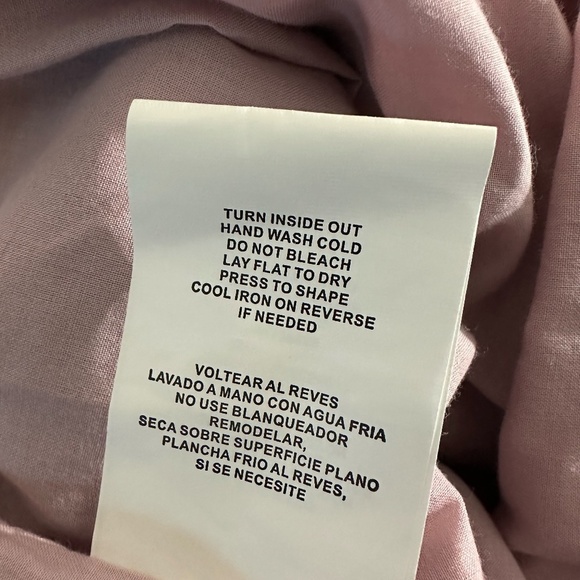 TURN INSIDE OUT
HAND WASH COLD
DO NOT BLEACH
LAY FLAT TO DRY
PRESS TO SHAPE
COOL IRON ON REVERSE
IF NEEDED
VOLTEAR AL REVES
LAVADO A MANO CON AGUA FRIA
NO USE BLANQUEADOR
REMODELAR,
SECA SOBRE SUPERFICIE PLANO
PLANCHA FRIO AL REVES,
SI SE NECESITE